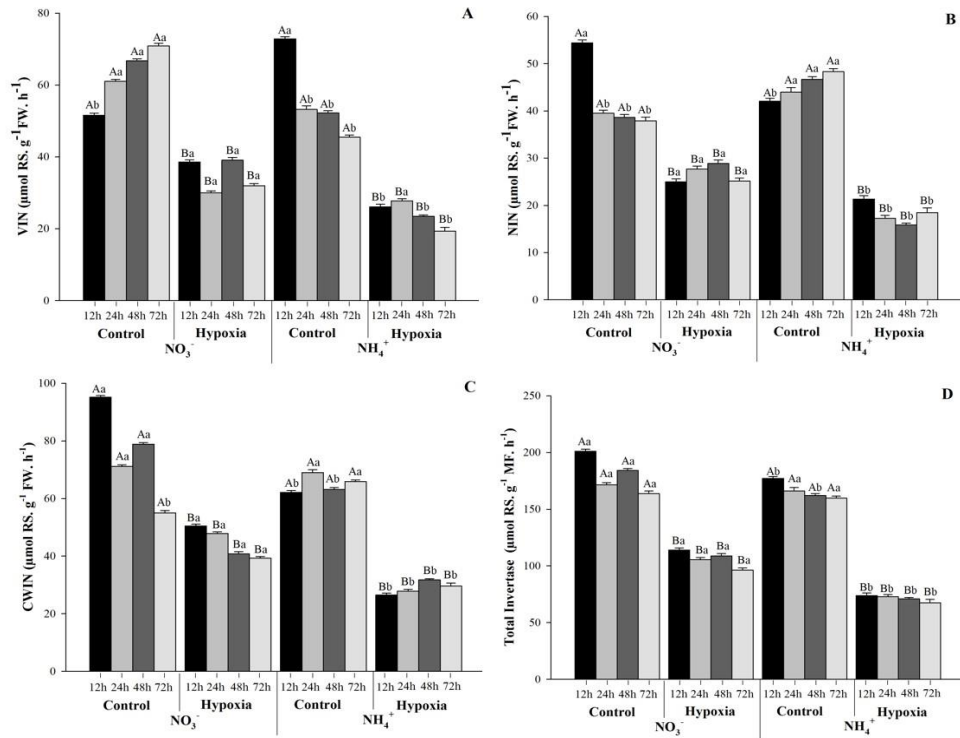 A
VIN (µmol RS. g⁻¹FW. h⁻¹)
80
60
40
20
0
Ab Aa Aa Aa Ba Ba Ba Ba Aa Ab Ab Ab Bb Ba Bb Bb
12h 24h 48h 72h 12h 24h 48h 72h 12h 24h 48h 72h 12h 24h 48h 72h
Control Hypoxia Control Hypoxia
NO₃⁻ NH₄⁺
B
NIN (µmol RS. g⁻¹FW. h⁻¹)
60
50
40
30
20
10
0
Aa Ab Ab Ab Ba Ba Ba Ba Ab Aa Aa Aa Bb Bb Bb Bb
12h 24h 48h 72h 12h 24h 48h 72h 12h 24h 48h 72h 12h 24h 48h 72h
Control Hypoxia Control Hypoxia
NO₃⁻ NH₄⁺
C
CWIN (µmol RS. g⁻¹ FW. h⁻¹)
100
80
60
40
20
0
Aa Aa Aa Ab Ba Ba Ba Ba Ab Aa Ab Aa Bb Bb Bb Bb
12h 24h 48h 72h 12h 24h 48h 72h 12h 24h 48h 72h 12h 24h 48h 72h
Control Hypoxia Control Hypoxia
NO₃⁻ NH₄⁺
D
Total Invertase (µmol RS. g⁻¹ MF. h⁻¹)
250
200
150
100
50
0
Aa Aa Aa Aa Ba Ba Ba Ba Ab Aa Ab Aa Bb Bb Bb Bb
12h 24h 48h 72h 12h 24h 48h 72h 12h 24h 48h 72h 12h 24h 48h 72h
Control Hypoxia Control Hypoxia
NO₃⁻ NH₄⁺